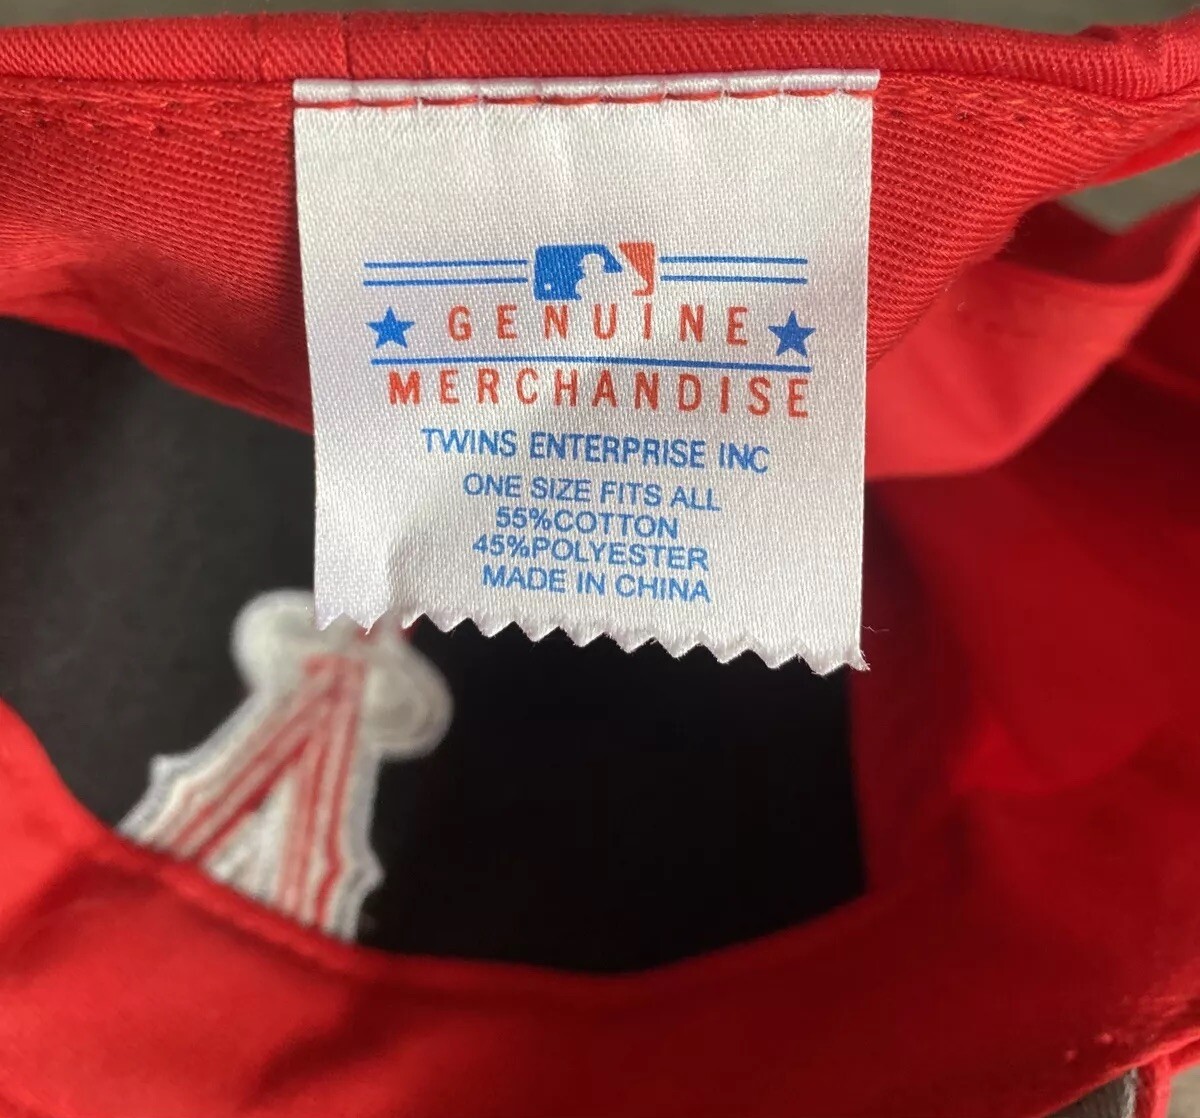 GENUINE
MERCHANDISE
TWINS ENTERPRISE INC
ONE SIZE FITS ALL
55%COTTON
45%POLYESTER
MADE IN CHINA